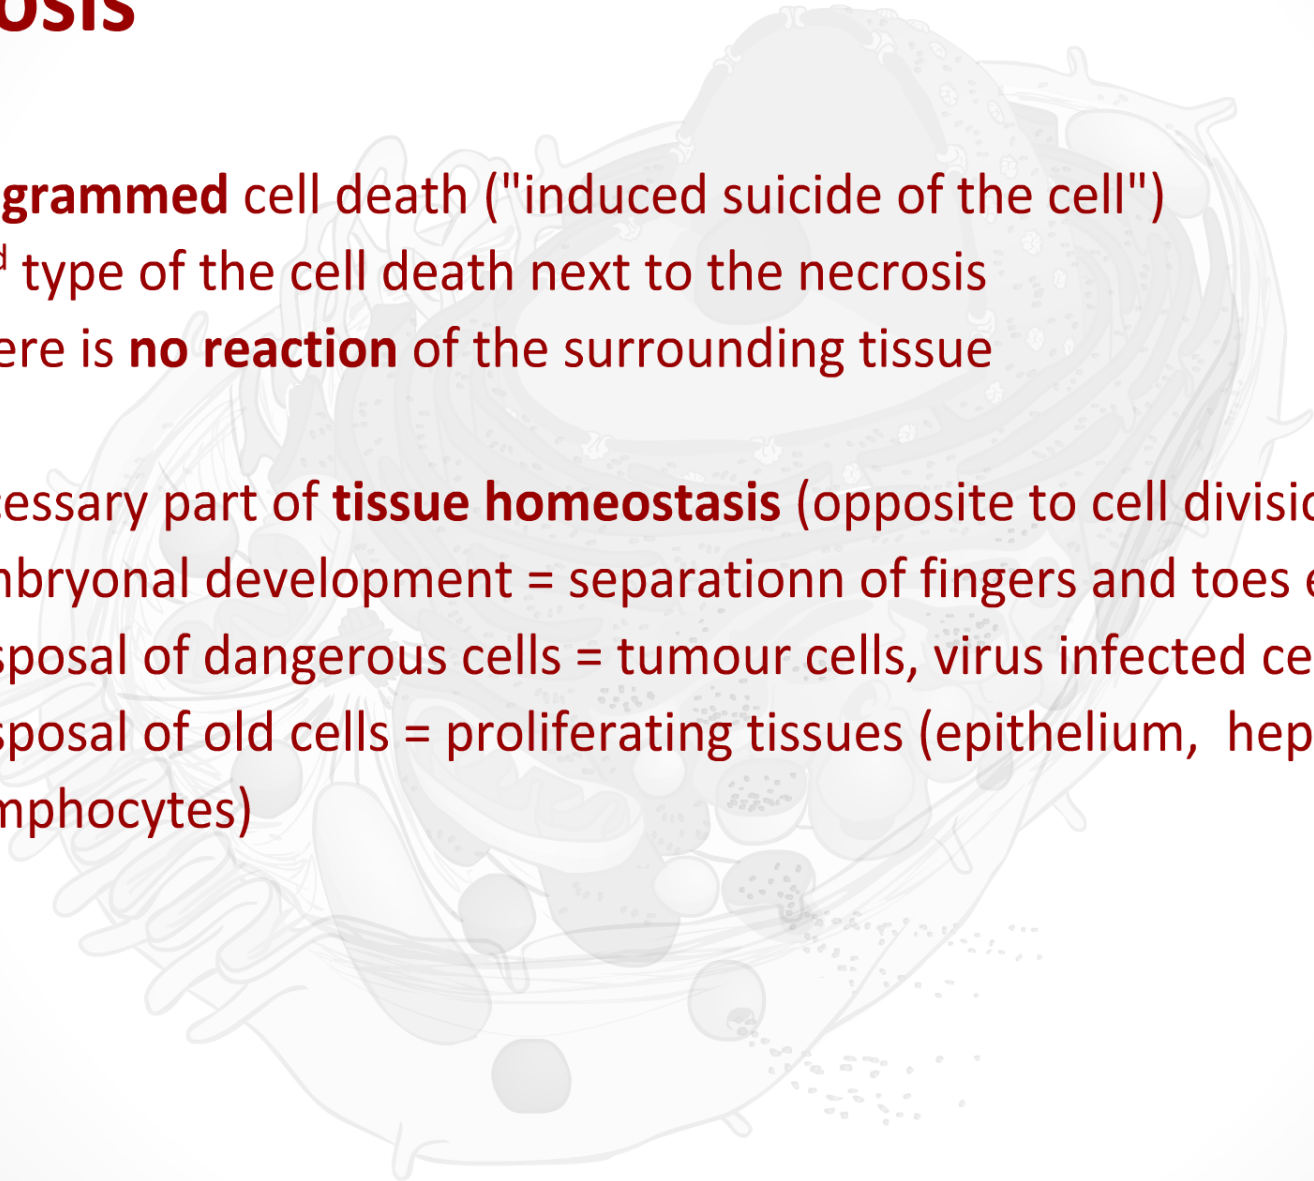 osis
grammed cell death ("induced suicide of the cell")
d type of the cell death next to the necrosis
ere is no reaction of the surrounding tissue
cessary part of tissue homeostasis (opposite to cell divisio
nbryonal development = separationn of fingers and toes e
sposal of dangerous cells = tumour cells, virus infected ce
sposal of old cells = proliferating tissues (epithelium, hep
mphocytes)